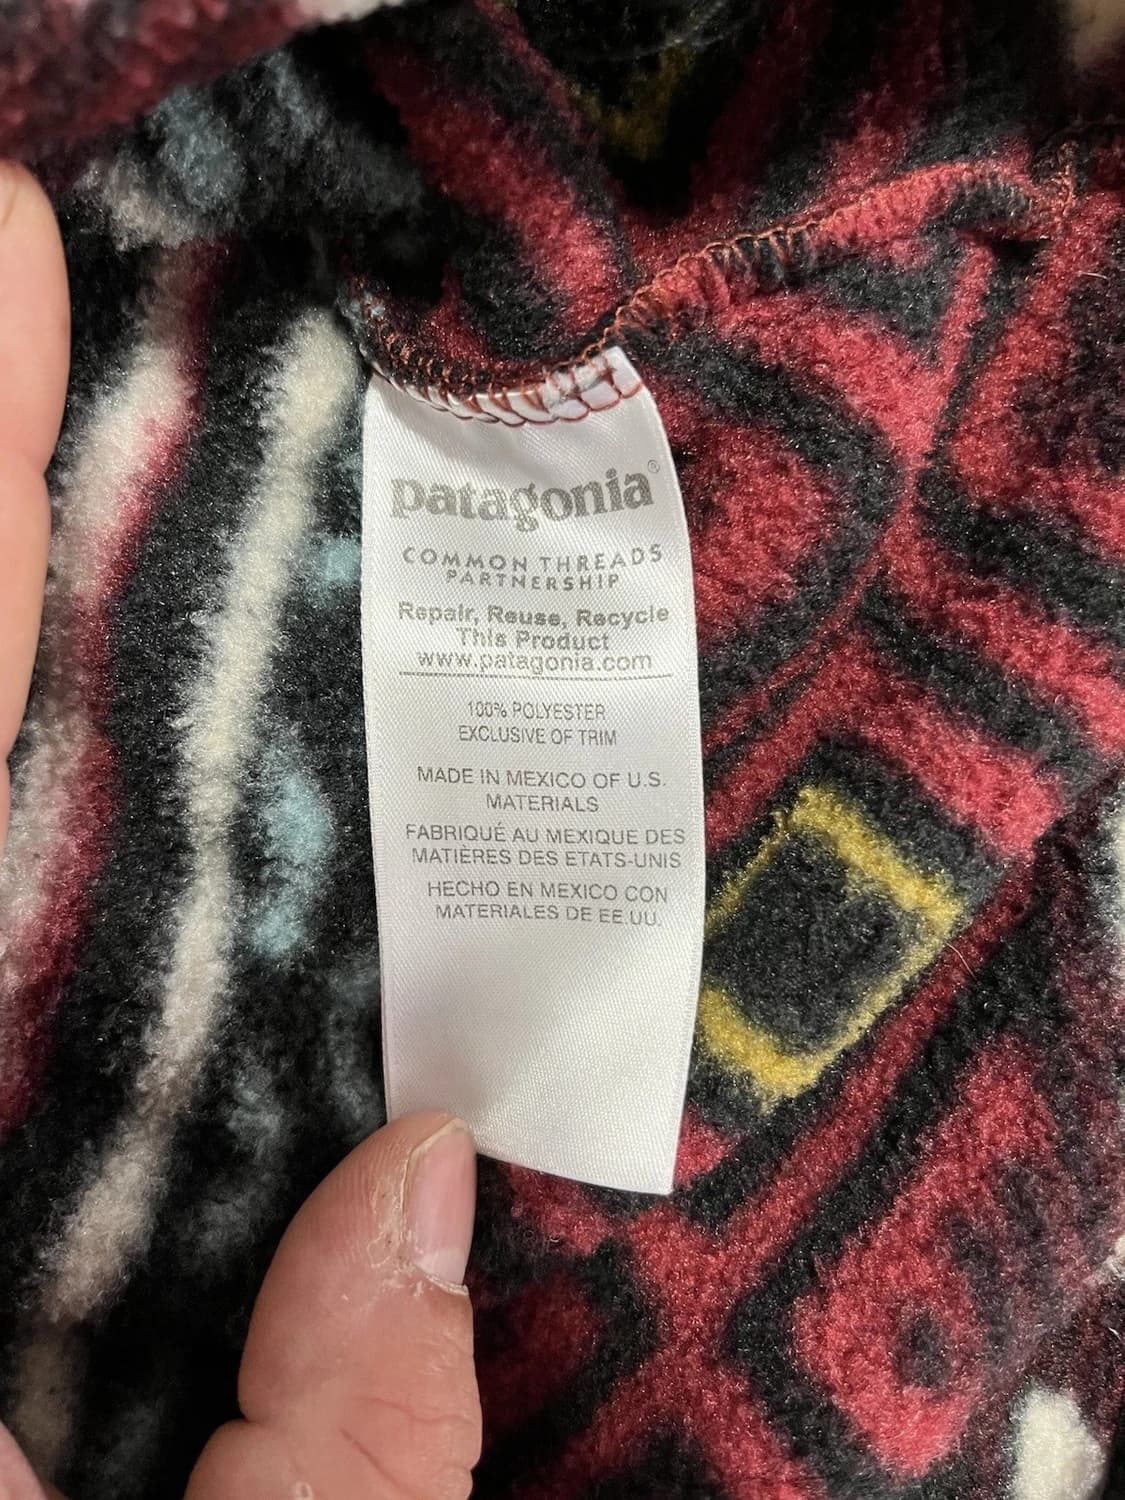 patagonia®
COMMON THREADS
PARTNERSHIP
Repair, Reuse, Recycle
This Product
www.patagonia.com
100% POLYESTER
EXCLUSIVE OF TRIM
MADE IN MEXICO OF U.S.
MATERIALS
FABRIQUÉ AU MEXIQUE DES
MATIÈRES DES ETATS-UNIS
HECHO EN MEXICO CON
MATERIALES DE EE.UU.